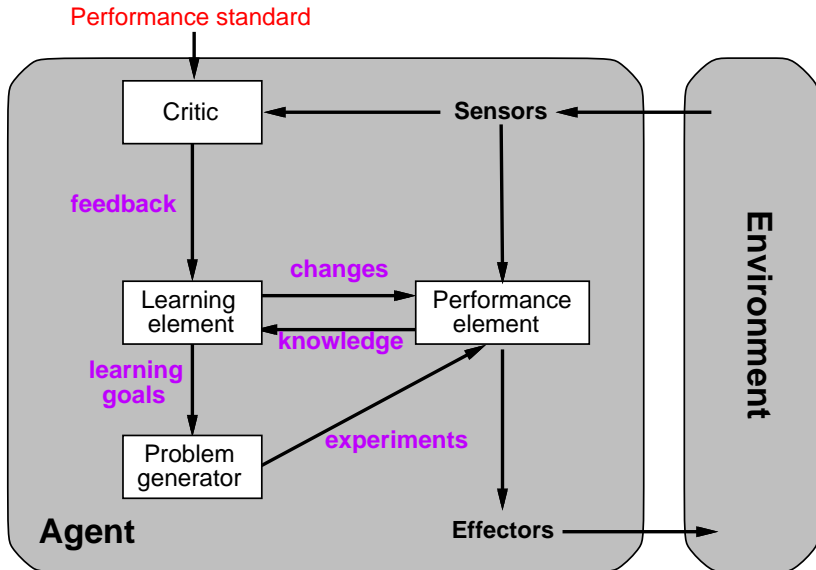 Performance standard
Critic
Sensors
feedback
changes
Learning
element
Performance
element
knowledge
learning
goals
experiments
Problem
generator
Agent
Effectors
Environment